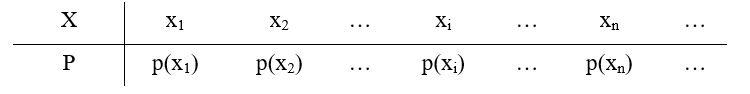 X x₁ x₂ … xᵢ … xₙ …
P p(x₁) p(x₂) … p(xᵢ) … p(xₙ) …